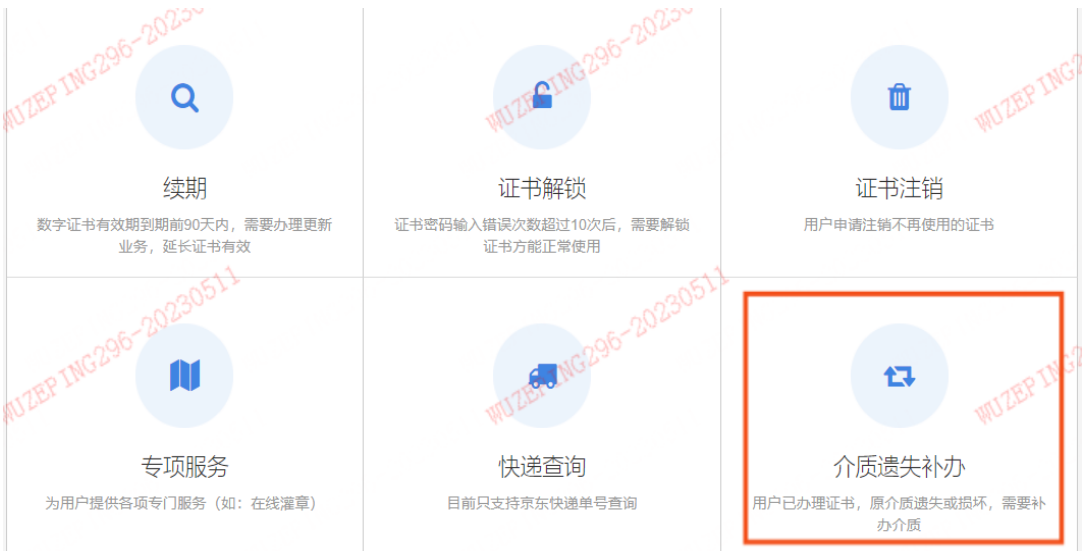 续期
证书解锁
证书注销
数字证书有效期到期前90天内，需要办理更新
业务，延长证书有效
证书密码输入错误次数超过10次后，需要解锁
证书方能正常使用
用户申请注销不再使用的证书
专项服务
快递查询
介质遗失补办
为用户提供各项专门服务（如：在线灌章）
目前只支持京东快递单号查询
用户已办理证书，原介质遗失或损坏，需要补
办介质
WUZEPING296-20230511
WUZEPING296-20230511